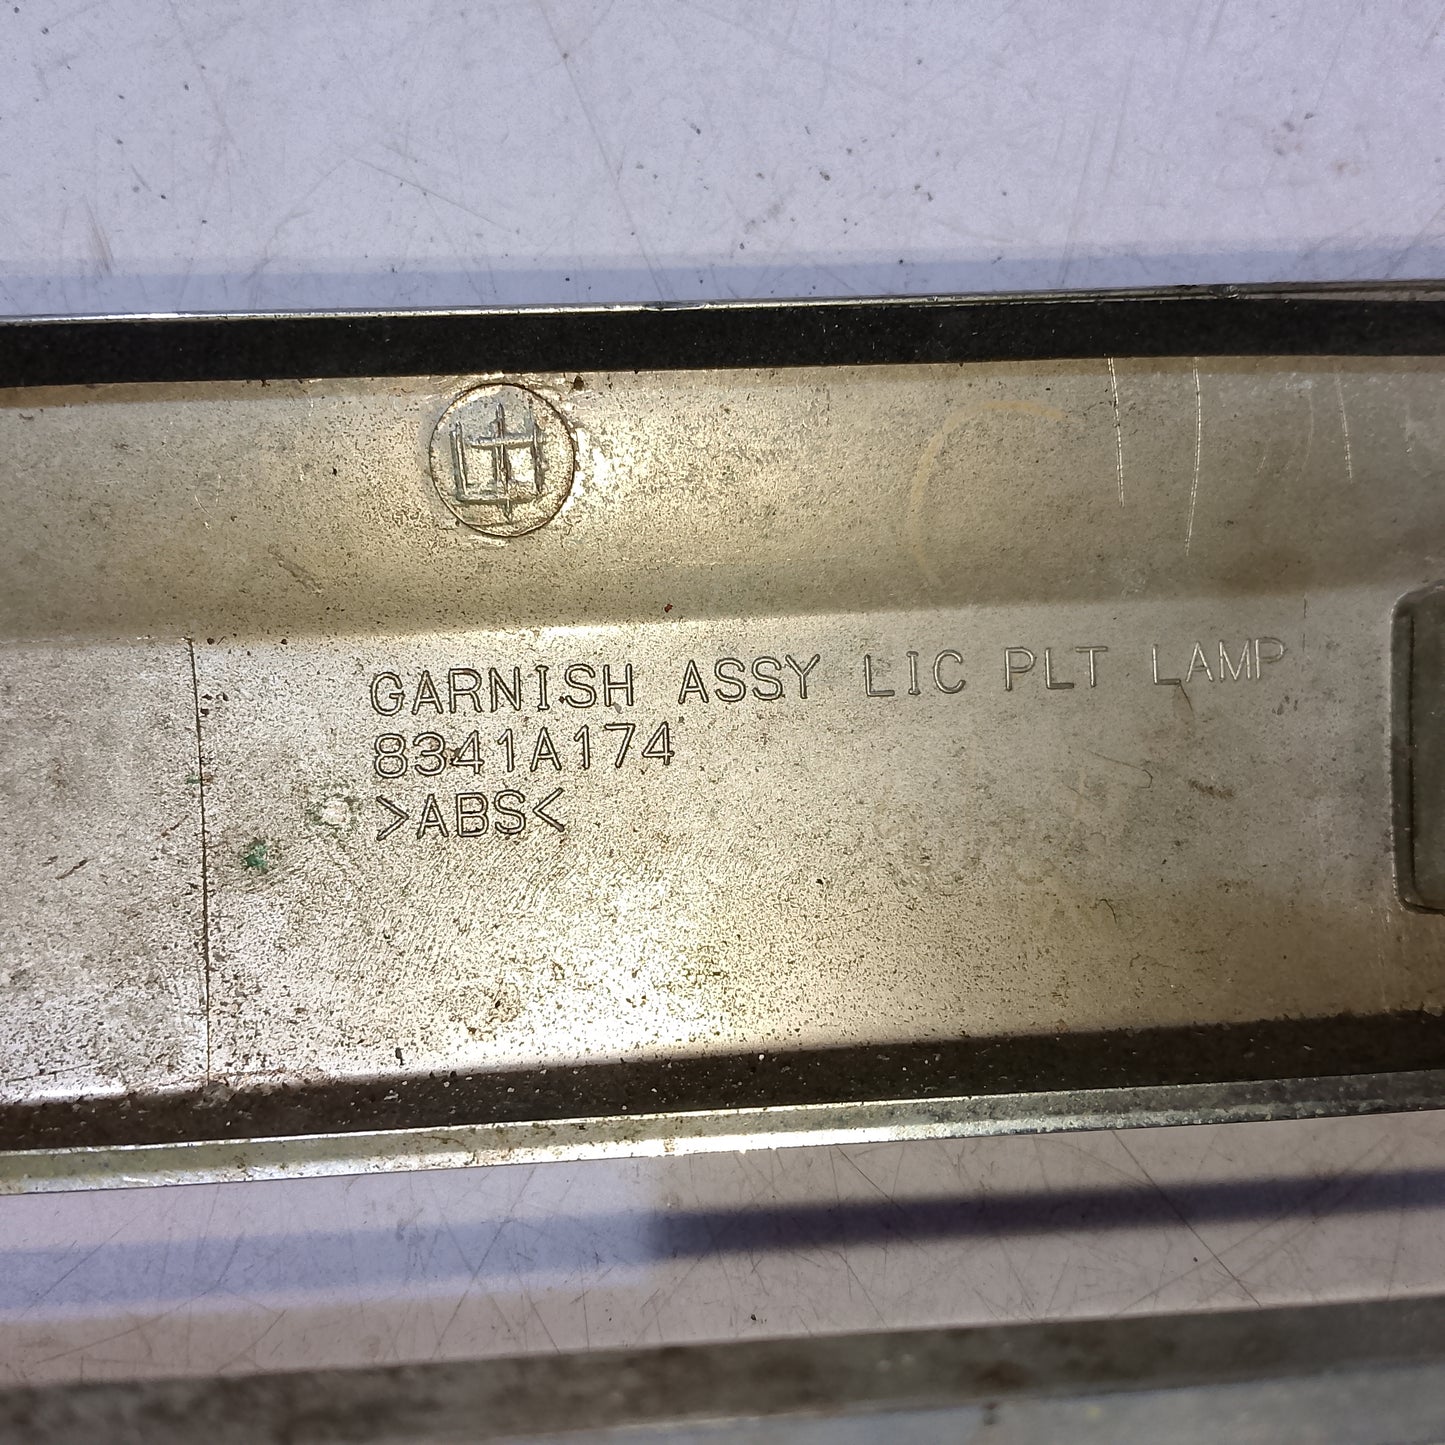 GARNISH ASSY LIC PLT LAMP
8341A174
>ABS<